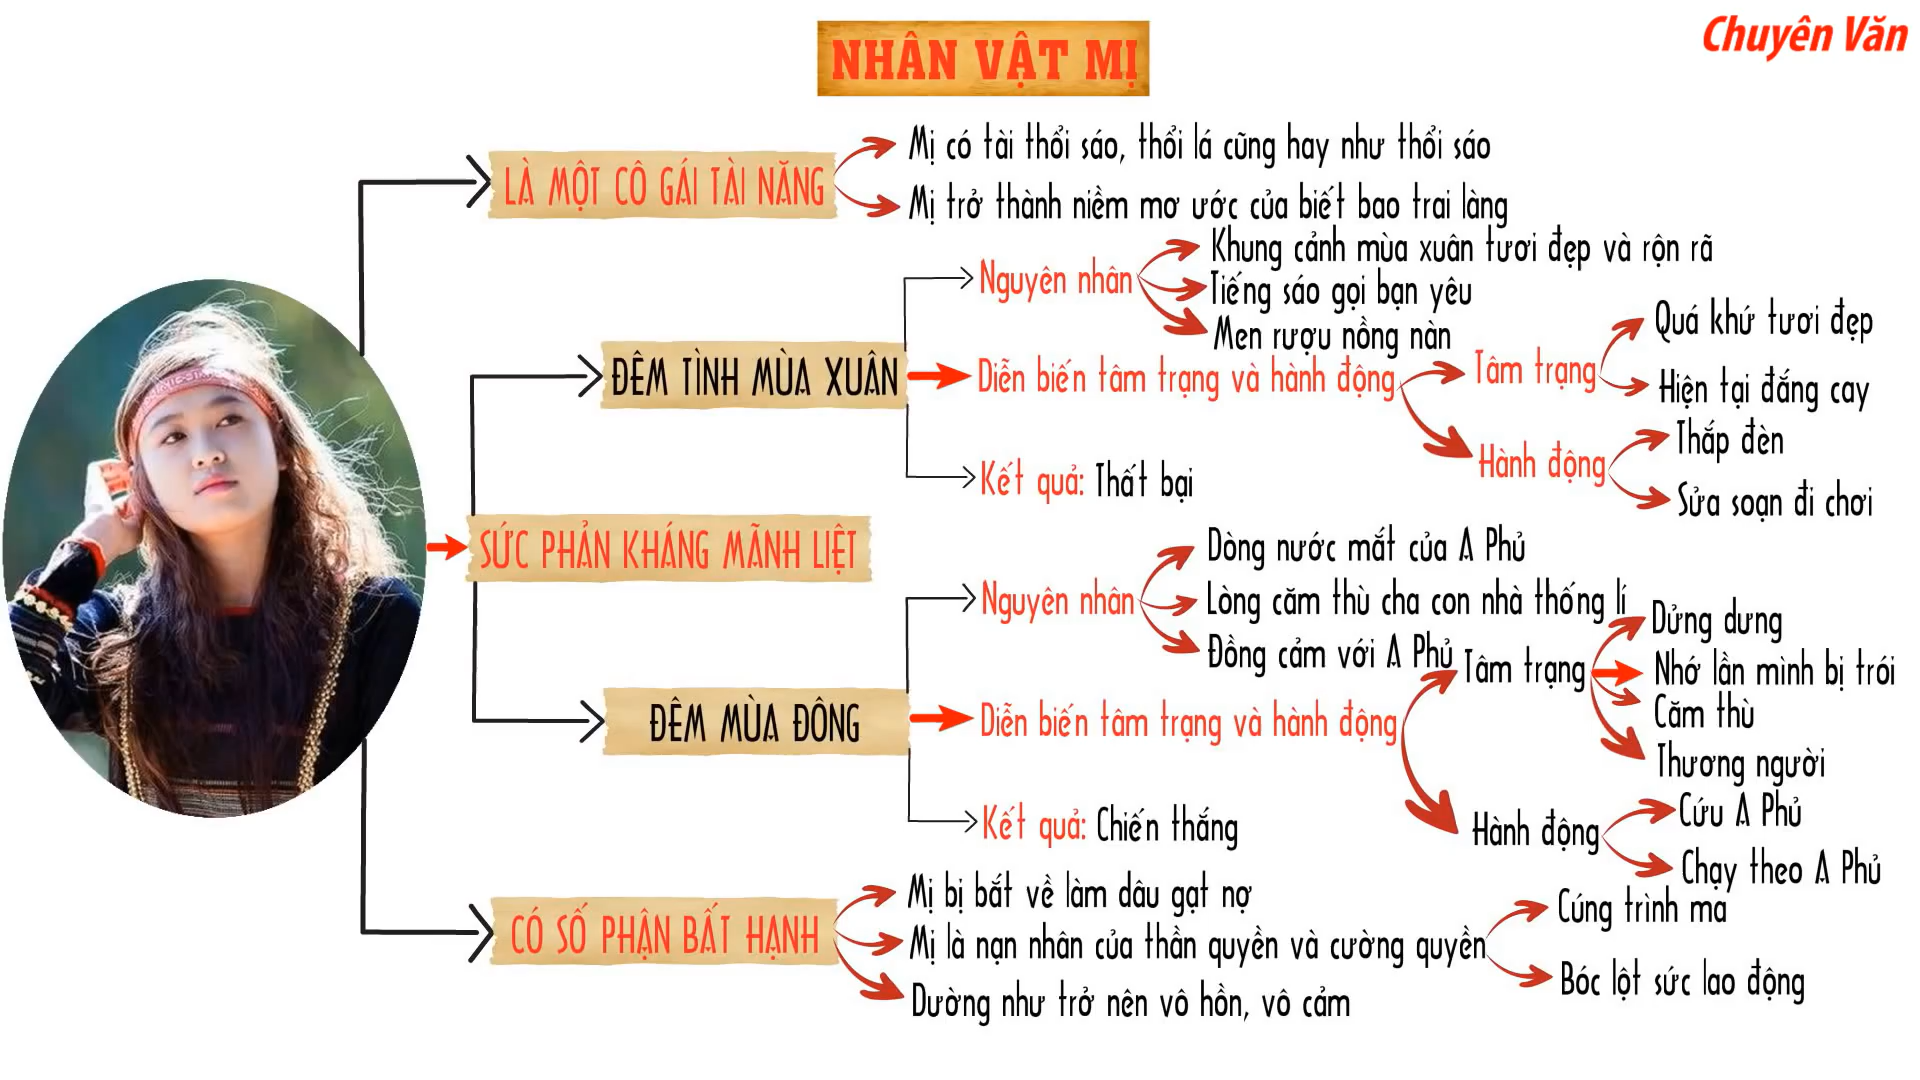 Chuyên Văn
NHÂN VẬT MỊ
LÀ MỘT CÔ GÁI TÀI NĂNG
Mị có tài thổi sáo, thổi lá cũng hay như thổi sáo
Mị trở thành niềm mơ ước của biết bao trai làng
SỨC PHẢN KHÁNG MÃNH LIỆT
ĐÊM TÌNH MÙA XUÂN
Nguyên nhân
Khung cảnh mùa xuân tươi đẹp và rộn rã
Tiếng sáo gọi bạn yêu
Men rượu nồng nàn
Diễn biến tâm trạng và hành động
Tâm trạng
Quá khứ tươi đẹp
Hiện tại đắng cay
Hành động
Thắp đèn
Sửa soạn đi chơi
Kết quả: Thất bại
ĐÊM MÙA ĐÔNG
Nguyên nhân
Dòng nước mắt của A Phủ
Lòng căm thù cha con nhà thống lí
Đồng cảm với A Phủ
Diễn biến tâm trạng và hành động
Tâm trạng
Dửng dưng
Nhớ lần mình bị trói
Căm thù
Thương người
Hành động
Cứu A Phủ
Chạy theo A Phủ
Kết quả: Chiến thắng
CÓ SỐ PHẬN BẤT HẠNH
Mị bị bắt về làm dâu gạt nợ
Mị là nạn nhân của thần quyền và cường quyền
Cúng trình ma
Bóc lột sức lao động
Dường như trở nên vô hồn, vô cảm